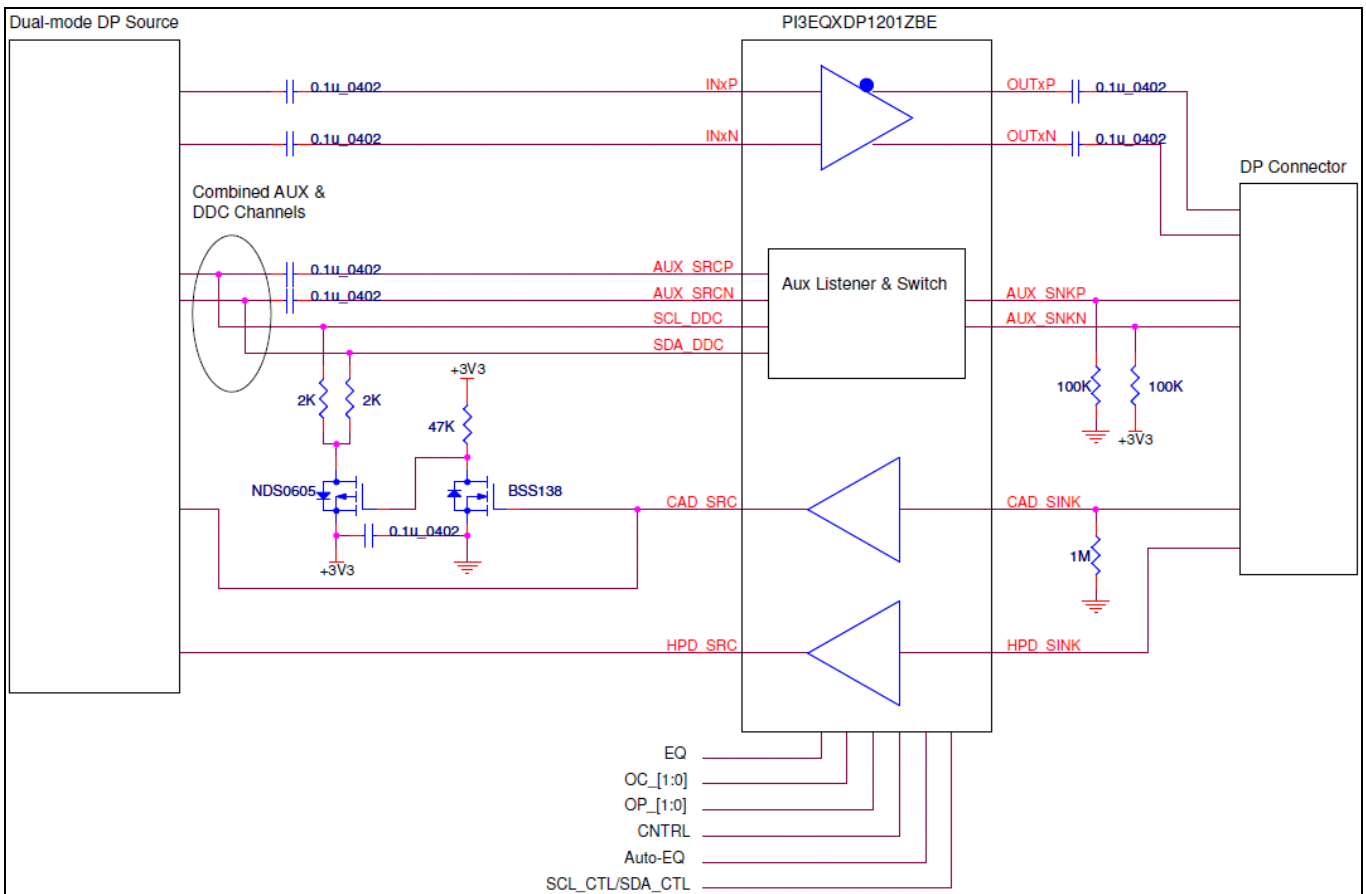 Dual-mode DP Source
PI3EQXDP1201ZBE
0.1u_0402
INxP
OUTxP
0.1u_0402
0.1u_0402
INxN
OUTxN
0.1u_0402
DP Connector
Combined AUX &
DDC Channels
0.1u_0402
AUX_SRCP
Aux Listener & Switch
0.1u_0402
AUX_SRCN
AUX_SNKP
SCL_DDC
AUX_SNKN
SDA_DDC
+3V3
2K
2K
100K
100K
47K
+3V3
NDS0605
BSS138
CAD_SRC
CAD_SINK
0.1u_0402
1M
+3V3
HPD_SRC
HPD_SINK
EQ
OC_[1:0]
OP_[1:0]
CNTRL
Auto-EQ
SCL_CTL/SDA_CTL